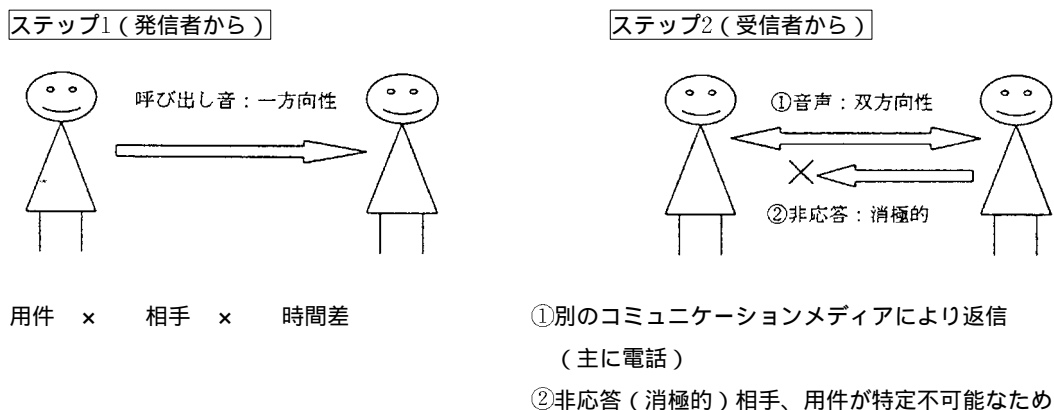 ステップ1（発信者から）
呼び出し音：一方向性
用件　×　相手　×　時間差
ステップ2（受信者から）
①音声：双方向性
×
②非応答：消極的
①別のコミュニケーションメディアにより返信
（主に電話）
②非応答（消極的）相手、用件が特定不可能なため